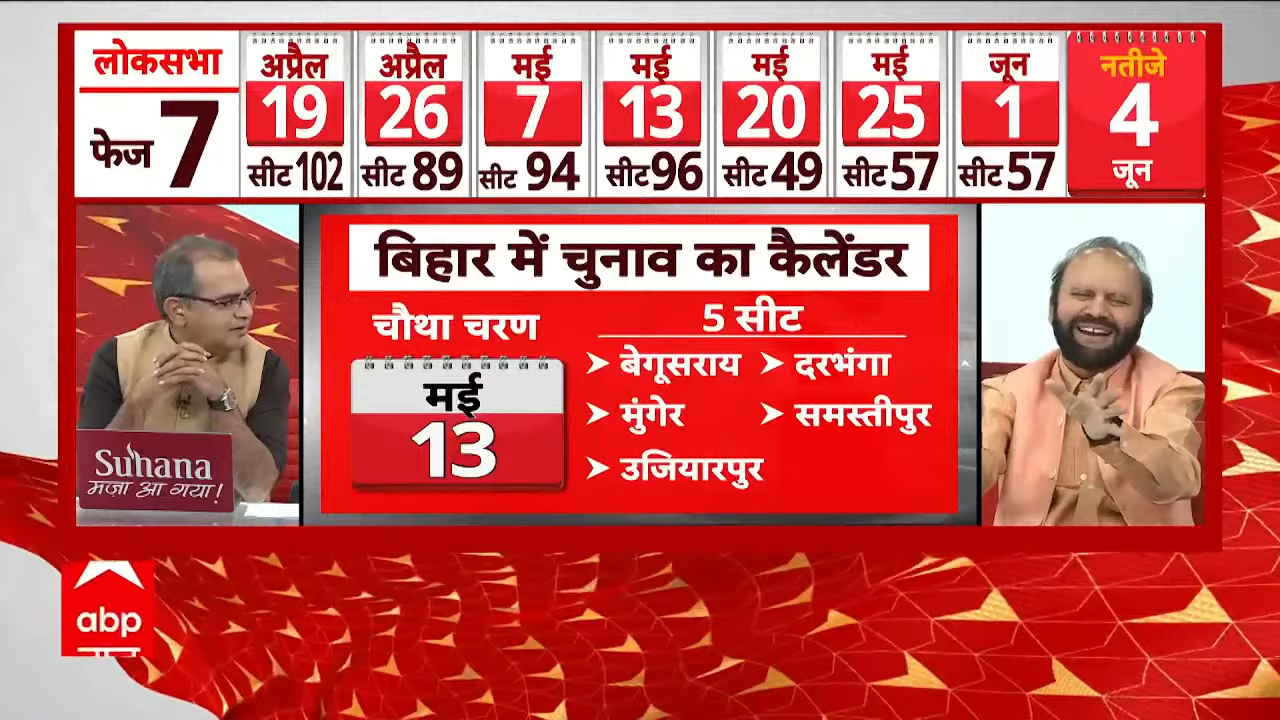 लोकसभा
फेज 7
अप्रैल
19
सीट 102
अप्रैल
26
सीट 89
मई
7
सीट 94
मई
13
सीट 96
मई
20
सीट 49
मई
25
सीट 57
जून
1
सीट 57
नतीजे
4
जून
बिहार में चुनाव का कैलेंडर
चौथा चरण
मई
13
5 सीट
➤ बेगूसराय ➤ दरभंगा
➤ मुंगेर ➤ समस्तीपुर
➤ उजियारपुर
Suhana
मज़ा आ गया!
abp